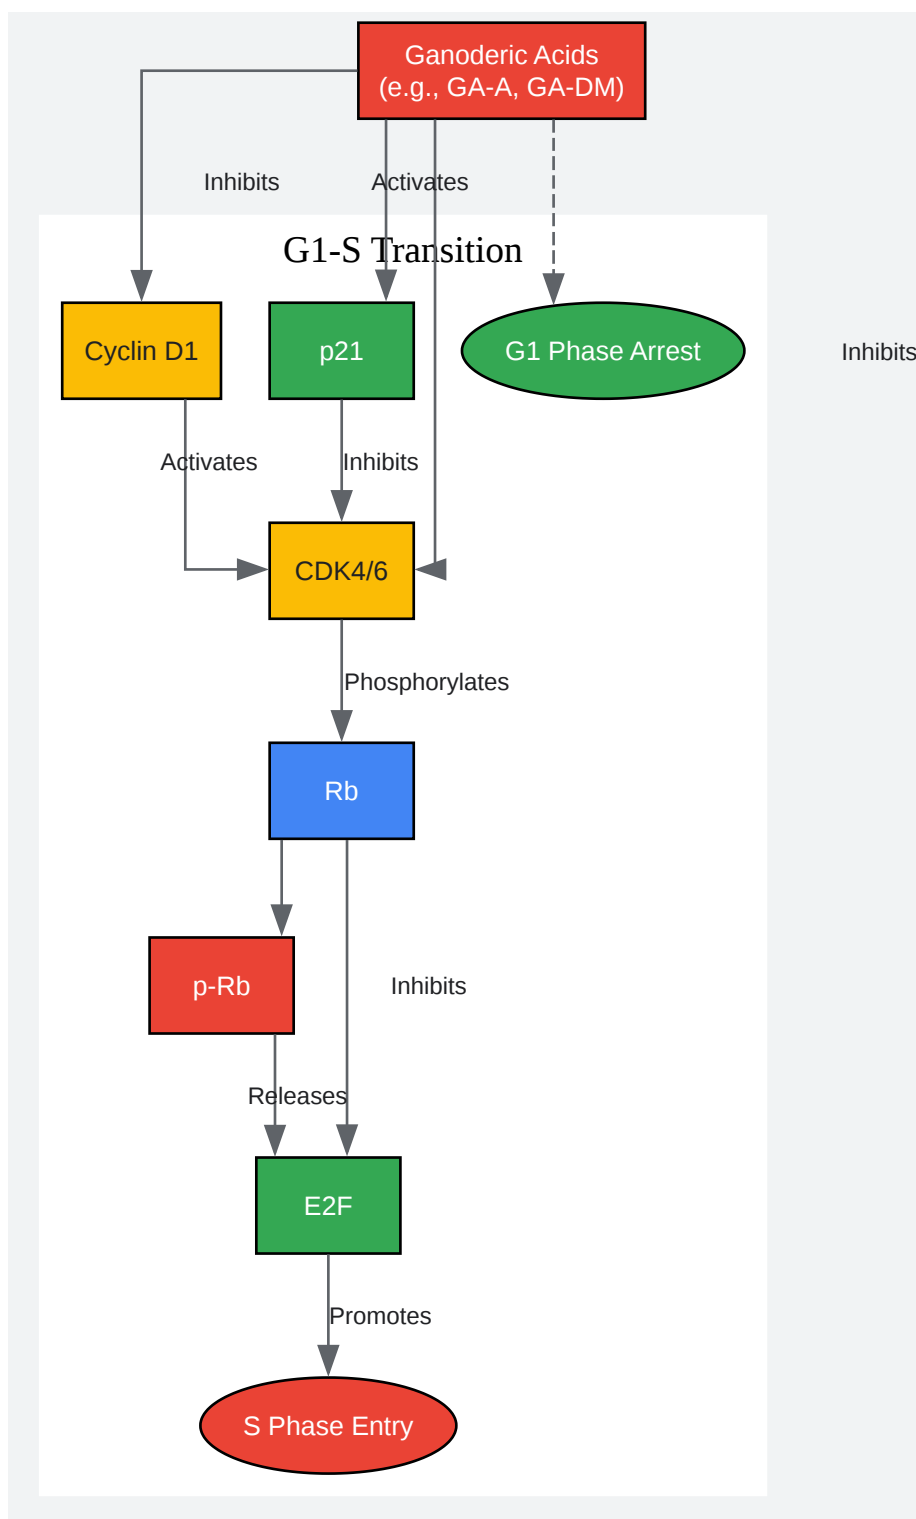 Ganoderic Acids
(e.g., GA-A, GA-DM)
Inhibits
Activates
G1-S Transition
Cyclin D1
p21
G1 Phase Arrest
Inhibits
Activates
Inhibits
CDK4/6
Phosphorylates
Rb
p-Rb
Inhibits
Releases
E2F
Promotes
S Phase Entry